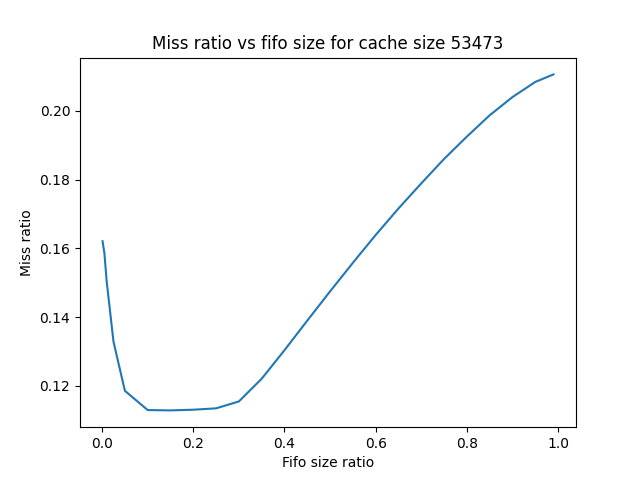 Miss ratio vs fifo size for cache size 53473
0.20
0.18
0.16
0.14
0.12
Miss ratio
0.0 0.2 0.4 0.6 0.8 1.0
Fifo size ratio